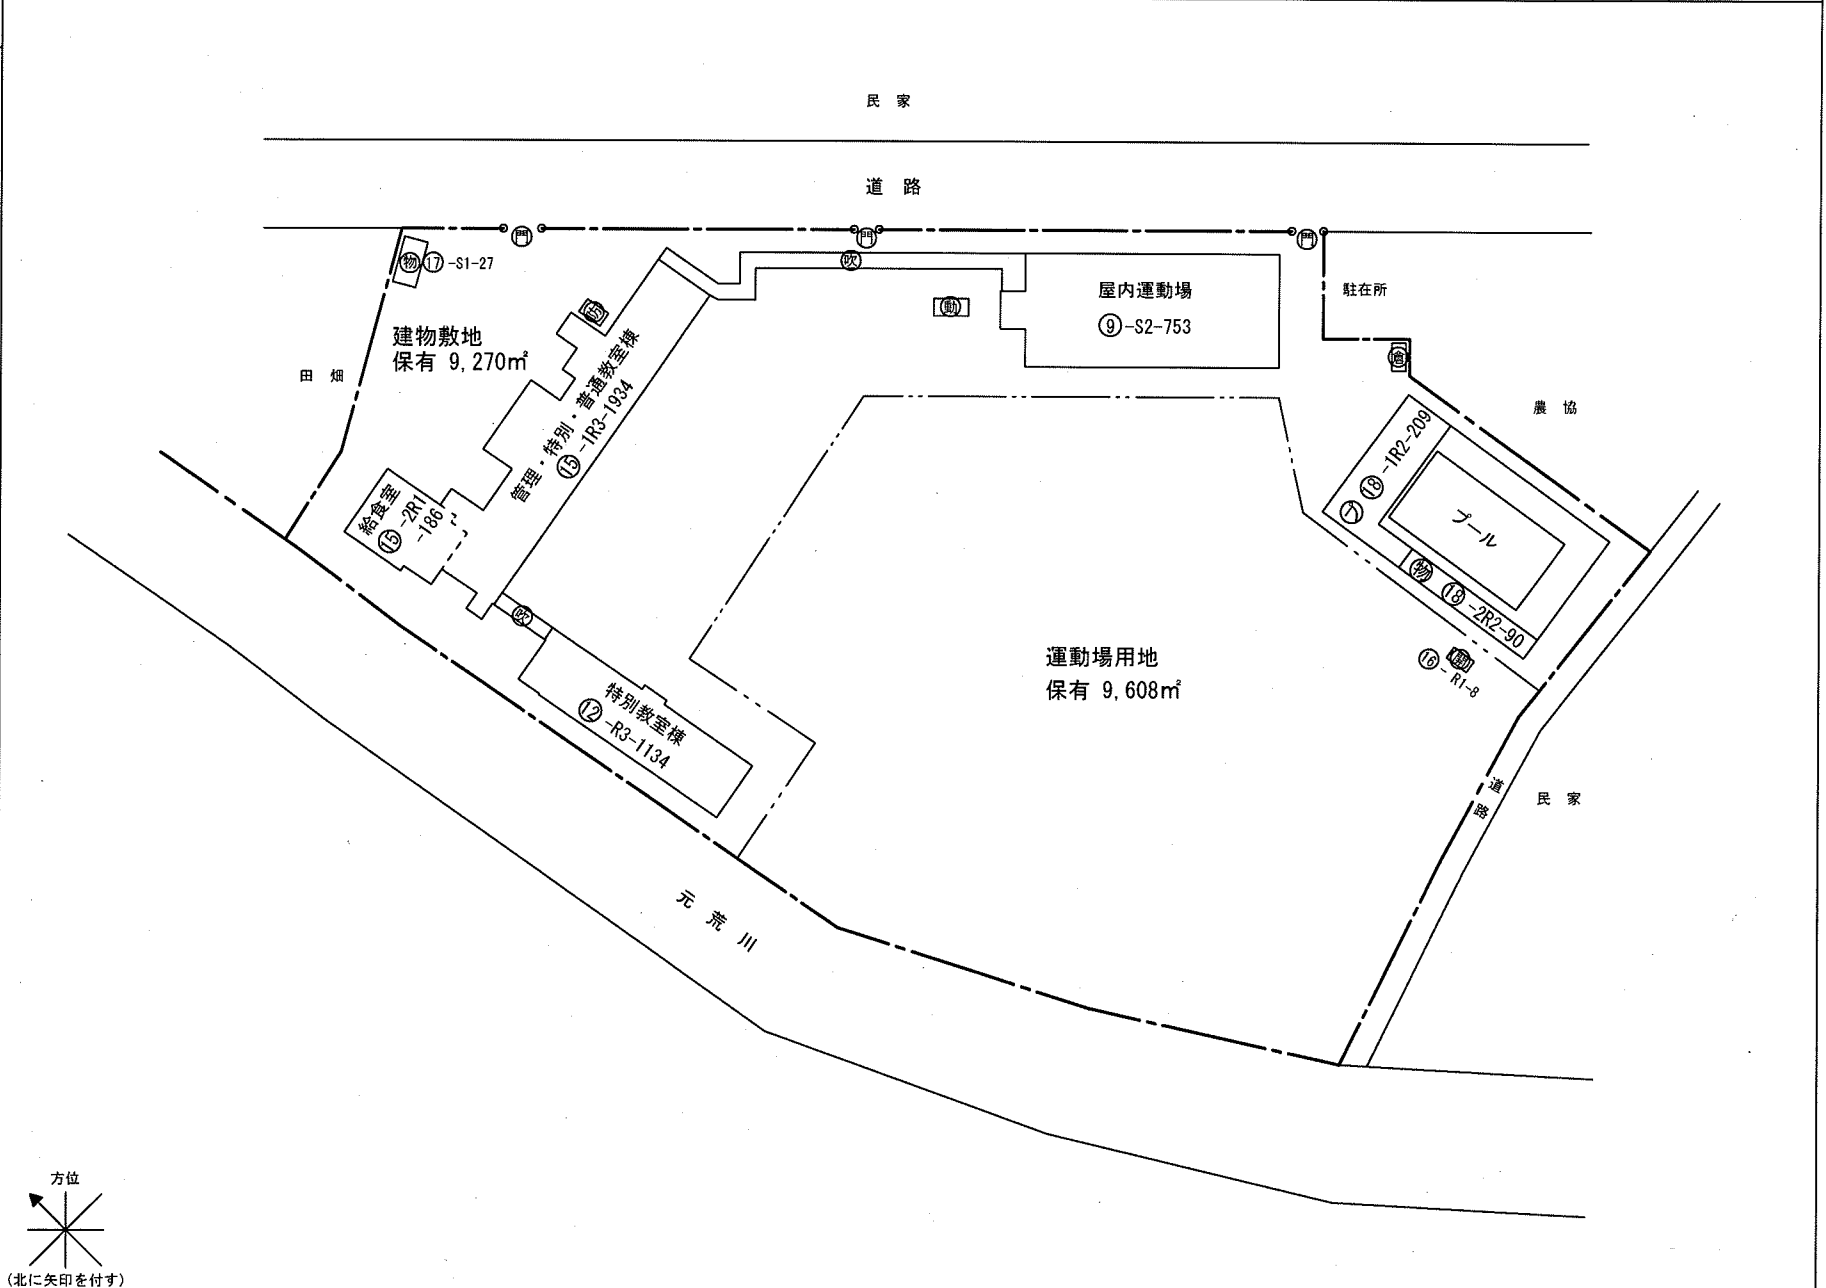 民 家
道 路
門
門
門
吹
物 ⑰-S1-27
屋内運動場
⑨-S2-753
動
駐在所
建物敷地
保有 9,270㎡
田 畑
倉
農 協
管理・特別・普通教室棟
⑮-1R3-1934
給食室
⑮-2R1
-186
プ ⑱-1R2-209
プール
物 ⑱-2R2-90
吹
特別教室棟
⑫-R3-1134
運動場用地
保有 9,608㎡
⑯-R1-8
道路
民 家
元 荒 川
方位
(北に矢印を付す)